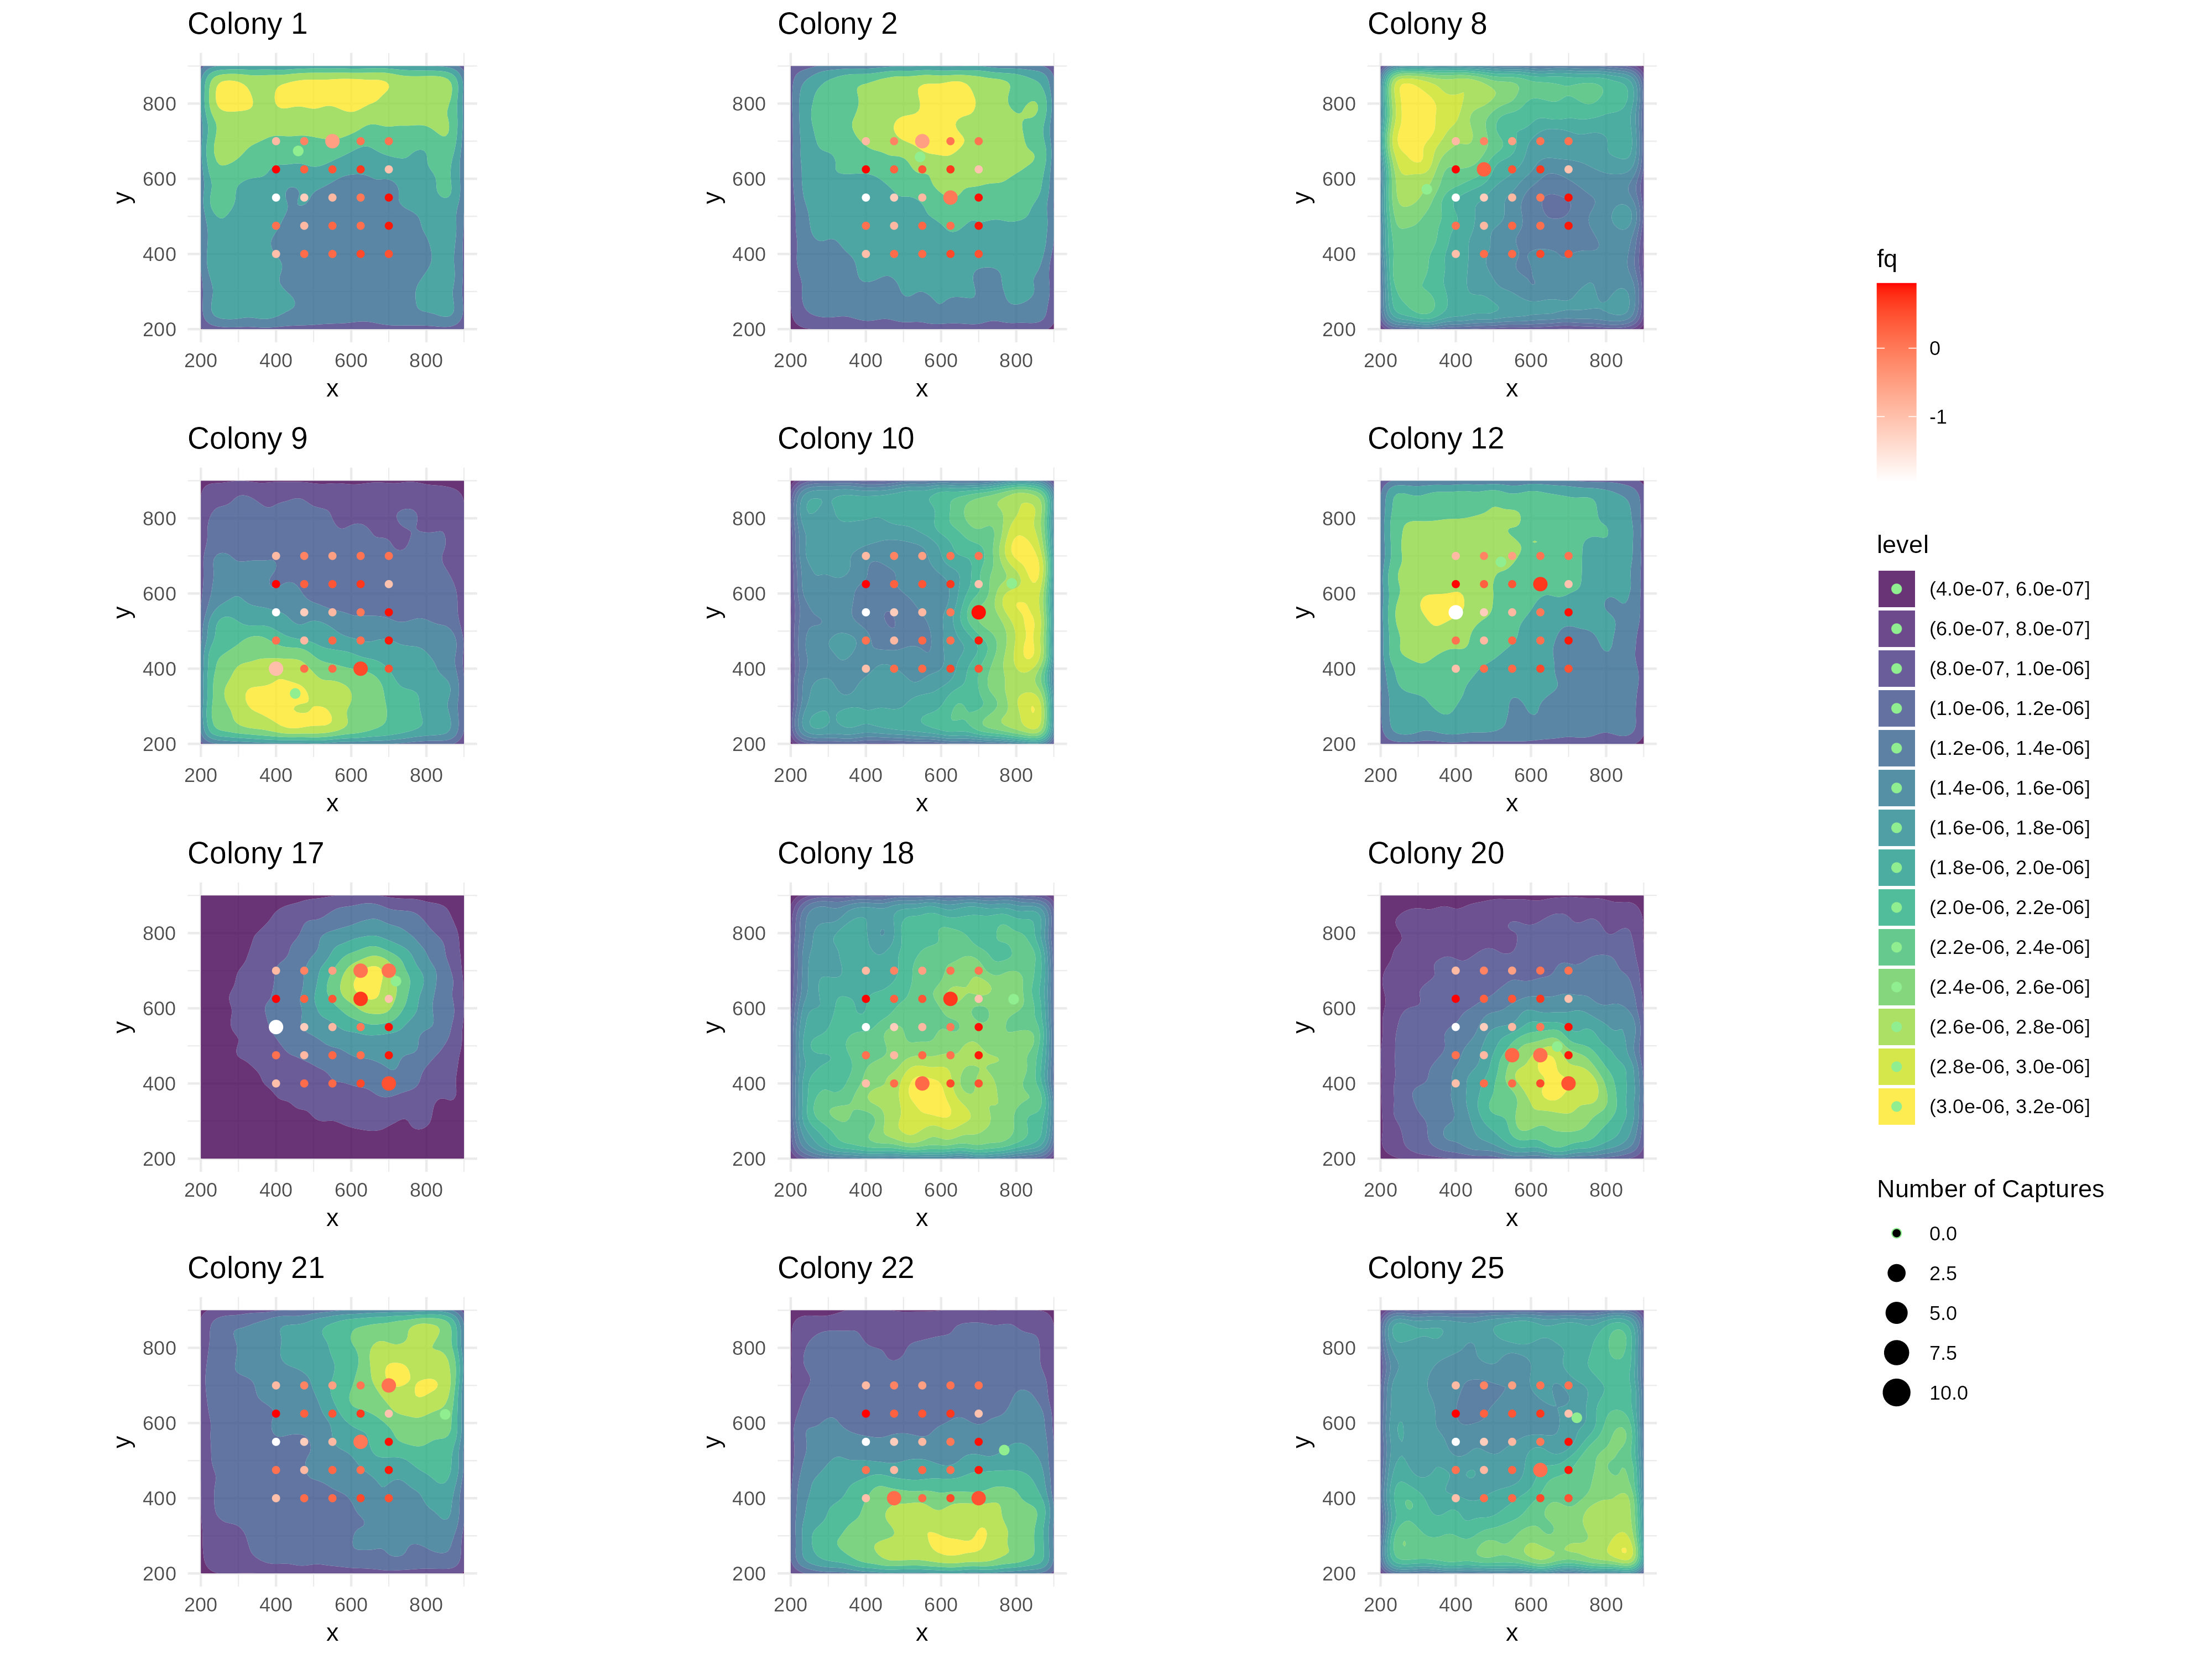 Colony 1
800
600
400
200
y
200 400 600 800
x
Colony 2
800
600
400
200
y
200 400 600 800
x
Colony 8
800
600
400
200
y
200 400 600 800
x
Colony 9
800
600
400
200
y
200 400 600 800
x
Colony 10
800
600
400
200
y
200 400 600 800
x
Colony 12
800
600
400
200
y
200 400 600 800
x
Colony 17
800
600
400
200
y
200 400 600 800
x
Colony 18
800
600
400
200
y
200 400 600 800
x
Colony 20
800
600
400
200
y
200 400 600 800
x
Colony 21
800
600
400
200
y
200 400 600 800
x
Colony 22
800
600
400
200
y
200 400 600 800
x
Colony 25
800
600
400
200
y
200 400 600 800
x
fq
0
-1
level
(4.0e-07, 6.0e-07]
(6.0e-07, 8.0e-07]
(8.0e-07, 1.0e-06]
(1.0e-06, 1.2e-06]
(1.2e-06, 1.4e-06]
(1.4e-06, 1.6e-06]
(1.6e-06, 1.8e-06]
(1.8e-06, 2.0e-06]
(2.0e-06, 2.2e-06]
(2.2e-06, 2.4e-06]
(2.4e-06, 2.6e-06]
(2.6e-06, 2.8e-06]
(2.8e-06, 3.0e-06]
(3.0e-06, 3.2e-06]
Number of Captures
0.0
2.5
5.0
7.5
10.0